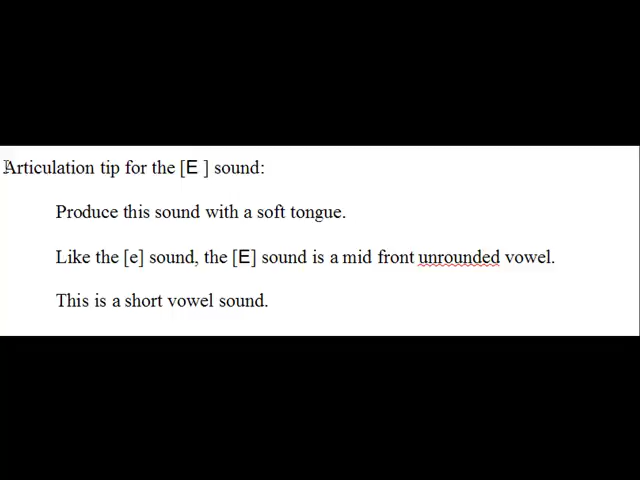 Articulation tip for the [E ] sound:
Produce this sound with a soft tongue.
Like the [e] sound, the [E] sound is a mid front unrounded vowel.
This is a short vowel sound.